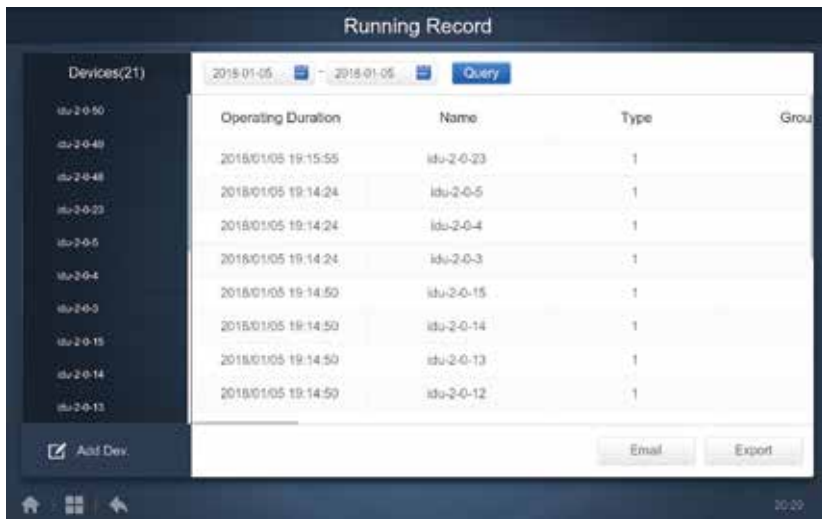 Running Record
Devices(21)
2018-01-05 - 2018-01-05 Query
idu-2-0-50
idu-2-0-49
idu-2-0-48
idu-2-0-23
idu-2-0-5
idu-2-0-4
idu-2-0-3
idu-2-0-15
idu-2-0-14
idu-2-0-13
Operating Duration Name Type Grou
2018/01/05 19:15:55 idu-2-0-23 1
2018/01/05 19:14:24 idu-2-0-5 1
2018/01/05 19:14:24 idu-2-0-4 1
2018/01/05 19:14:24 idu-2-0-3 1
2018/01/05 19:14:50 idu-2-0-15 1
2018/01/05 19:14:50 idu-2-0-14 1
2018/01/05 19:14:50 idu-2-0-13 1
2018/01/05 19:14:50 idu-2-0-12 1
Add Dev.
Email Export
20:29